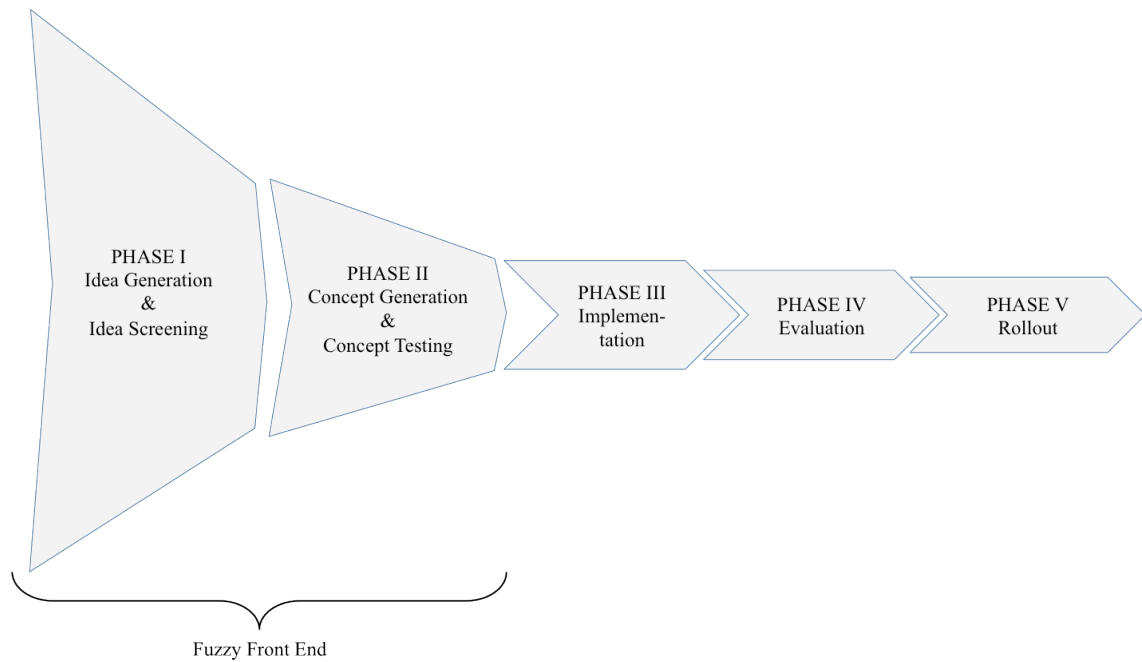 PHASE I
Idea Generation
&
Idea Screening
PHASE II
Concept Generation
&
Concept Testing
PHASE III
Implemen-
tation
PHASE IV
Evaluation
PHASE V
Rollout
Fuzzy Front End